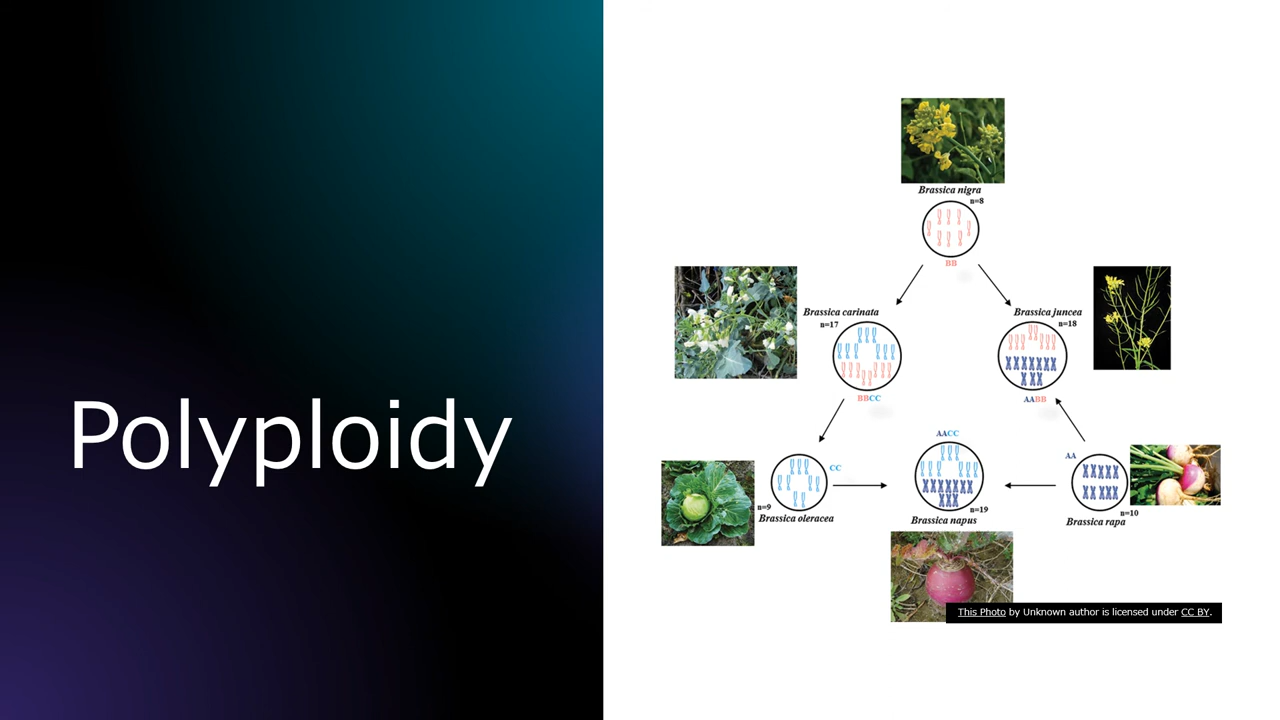 Polyploidy
Brassica nigra
n=8
BB
Brassica carinata
n=17
BBCC
Brassica juncea
n=18
AABB
CC
n=9
Brassica oleracea
AACC
n=19
Brassica napus
AA
n=10
Brassica rapa
This Photo by Unknown author is licensed under CC BY.